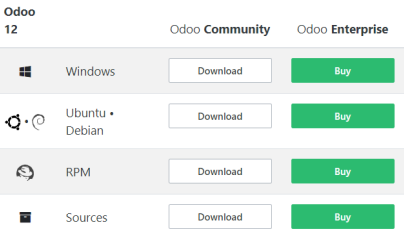 Odoo
12
Odoo Community
Odoo Enterprise
Windows
Download
Buy
Ubuntu •
Debian
Download
Buy
RPM
Download
Buy
Sources
Download
Buy